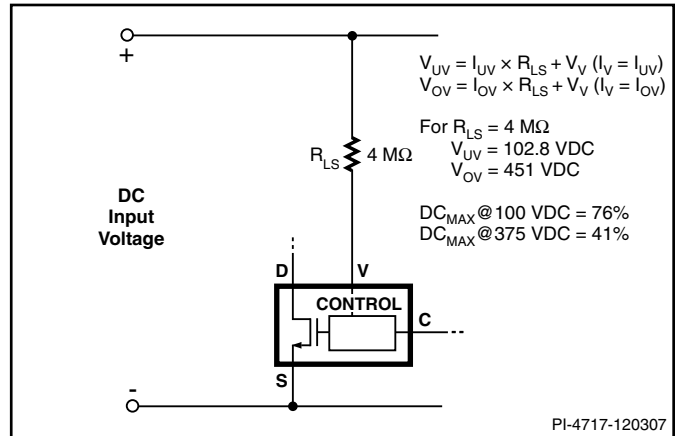 +
V_UV = I_UV × R_LS + V_V (I_V = I_UV)
V_OV = I_OV × R_LS + V_V (I_V = I_OV)
For R_LS = 4 MΩ
V_UV = 102.8 VDC
V_OV = 451 VDC
R_LS 4 MΩ
DC
Input
Voltage
DC_MAX@100 VDC = 76%
DC_MAX@375 VDC = 41%
D V
CONTROL
C
S
-
PI-4717-120307